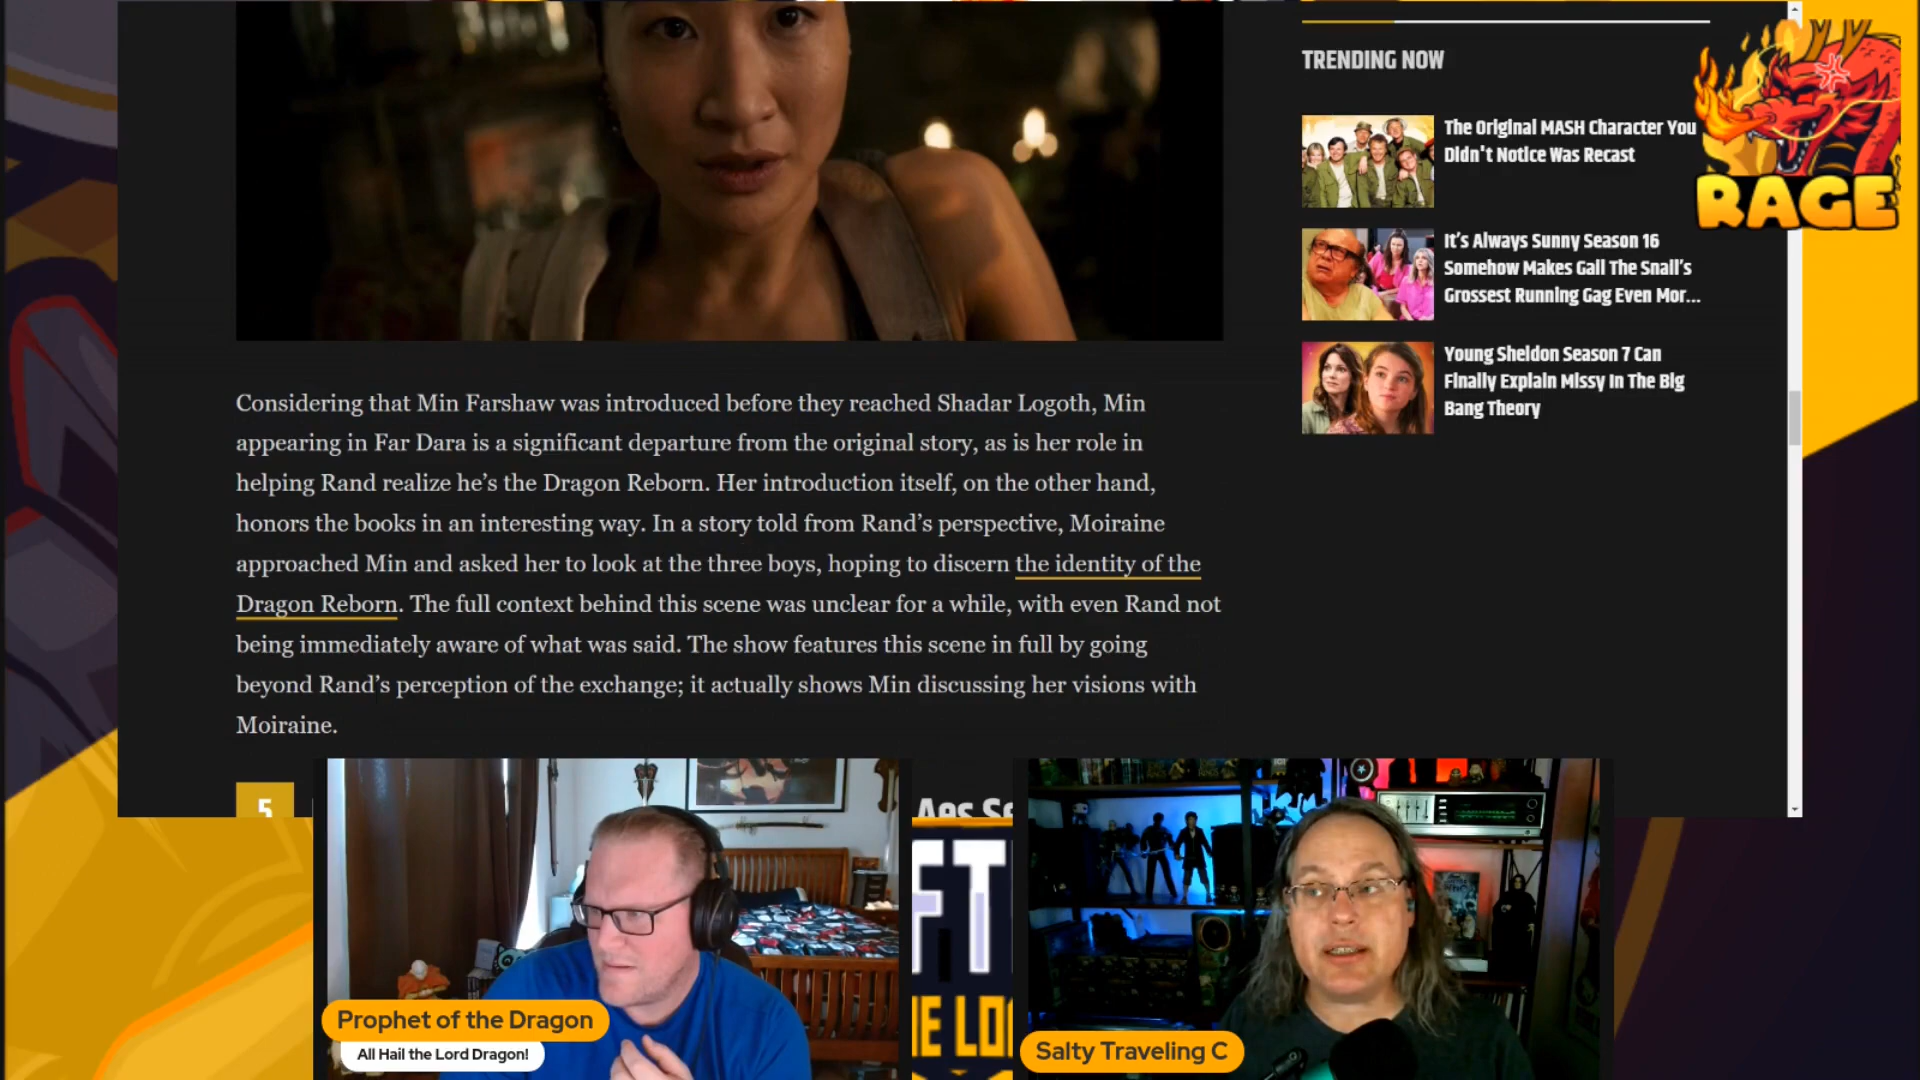 TRENDING NOW
The Original MASH Character You
Didn't Notice Was Recast
It's Always Sunny Season 16
Somehow Makes Gail The Snail's
Grossest Running Gag Even Mor...
Young Sheldon Season 7 Can
Finally Explain Missy In The Big
Bang Theory
RAGE
Considering that Min Farshaw was introduced before they reached Shadar Logoth, Min
appearing in Far Dara is a significant departure from the original story, as is her role in
helping Rand realize he's the Dragon Reborn. Her introduction itself, on the other hand,
honors the books in an interesting way. In a story told from Rand's perspective, Moiraine
approached Min and asked her to look at the three boys, hoping to discern the identity of the
Dragon Reborn. The full context behind this scene was unclear for a while, with even Rand not
being immediately aware of what was said. The show features this scene in full by going
beyond Rand's perception of the exchange; it actually shows Min discussing her visions with
Moiraine.
5
Aes Se
FT
HE LO
Prophet of the Dragon
All Hail the Lord Dragon!
Salty Traveling C